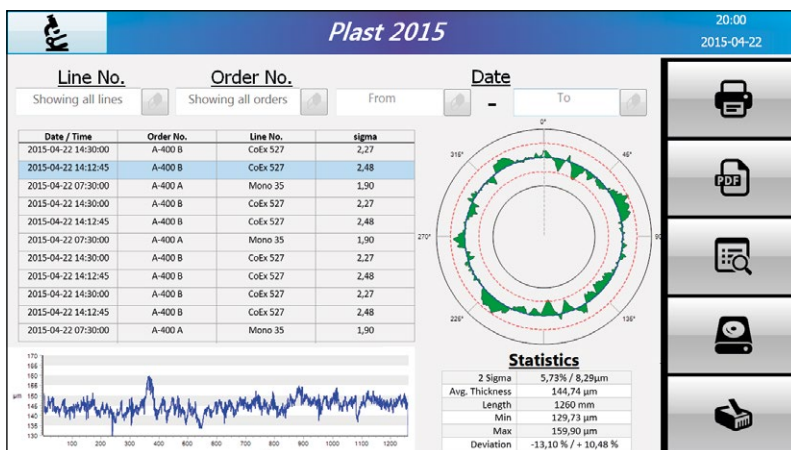 Plast 2015
20:00
2015-04-22
Line No.
Order No.
Date
Showing all lines
Showing all orders
From
-
To
Date / Time Order No. Line No. sigma
2015-04-22 14:30:00 A-400 B CoEx 527 2,27
2015-04-22 14:12:45 A-400 B CoEx 527 2,48
2015-04-22 07:30:00 A-400 A Mono 35 1,90
2015-04-22 14:30:00 A-400 B CoEx 527 2,27
2015-04-22 14:12:45 A-400 B CoEx 527 2,48
2015-04-22 07:30:00 A-400 A Mono 35 1,90
2015-04-22 14:30:00 A-400 B CoEx 527 2,27
2015-04-22 14:12:45 A-400 B CoEx 527 2,48
2015-04-22 14:30:00 A-400 B CoEx 527 2,27
2015-04-22 14:12:45 A-400 B CoEx 527 2,48
2015-04-22 07:30:00 A-400 A Mono 35 1,90
0°
45°
90
135°
225°
270°
315°
PDF
170
165
160
155
150
145
140
135
130
µm
100 200 300 400 500 600 700 800 900 1000 1100 1200
Statistics
2 Sigma 5,73% / 8,29µm
Avg. Thickness 144,74 µm
Length 1260 mm
Min 129,73 µm
Max 159,90 µm
Deviation -13,10 % / + 10,48 %